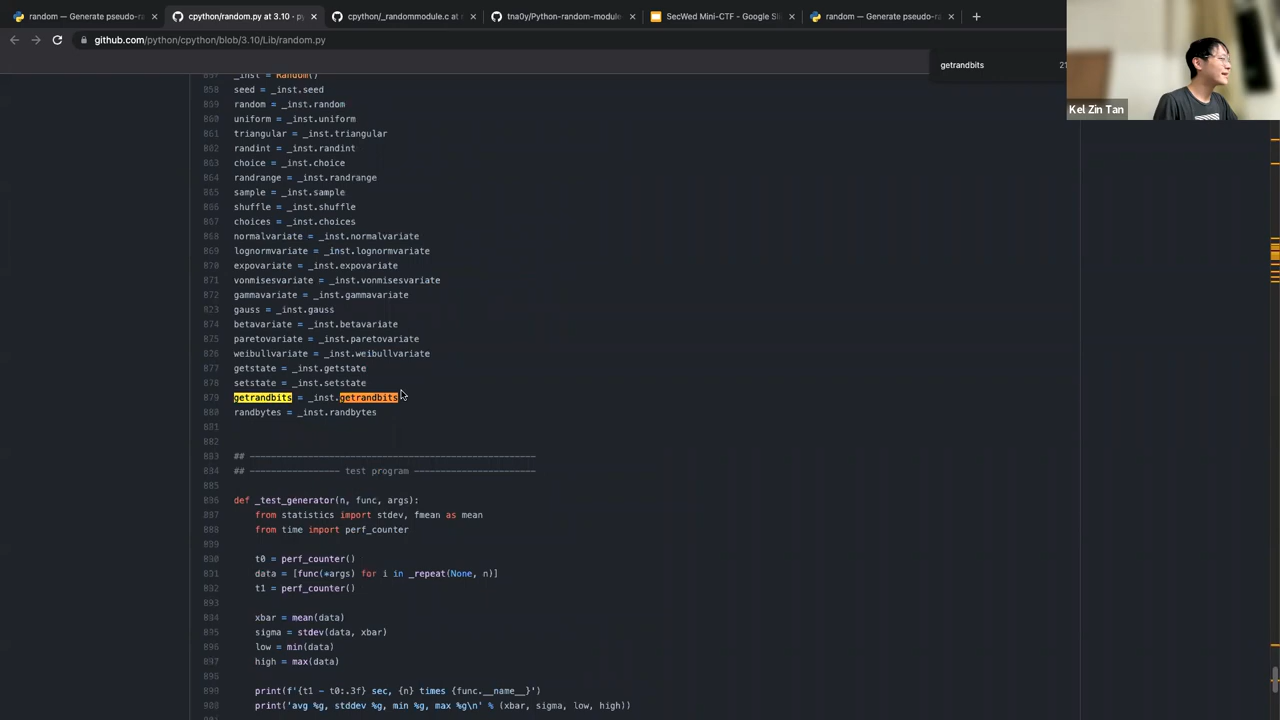 random — Generate pseudo-ra
cpython/random.py at 3.10 ·
cpython/_randommodule.c at
tna0y/Python-random-module-
SecWed Mini-CTF - Google Sli
random — Generate pseudo-ra
github.com/python/cpython/blob/3.10/Lib/random.py
getrandbits
Kel Zin Tan
_inst = Random()
858 seed = _inst.seed
859 random = _inst.random
860 uniform = _inst.uniform
861 triangular = _inst.triangular
862 randint = _inst.randint
863 choice = _inst.choice
864 randrange = _inst.randrange
865 sample = _inst.sample
866 shuffle = _inst.shuffle
867 choices = _inst.choices
868 normalvariate = _inst.normalvariate
869 lognormvariate = _inst.lognormvariate
870 expovariate = _inst.expovariate
871 vonmisesvariate = _inst.vonmisesvariate
872 gammavariate = _inst.gammavariate
gauss = _inst.gauss
874 betavariate = _inst.betavariate
875 paretovariate = _inst.paretovariate
weibullvariate = _inst.weibullvariate
877 getstate = _inst.getstate
878 setstate = _inst.setstate
879 getrandbits = _inst.getrandbits
880 randbytes = _inst.randbytes
881
882
883 ## ------------------------------------------------------
884 ## ----------------- test program ----------------------
885
def _test_generator(n, func, args):
887 from statistics import stdev, fmean as mean
888 from time import perf_counter
889
t0 = perf_counter()
data = [func(*args) for i in _repeat(None, n)]
t1 = perf_counter()
893
894 xbar = mean(data)
895 sigma = stdev(data, xbar)
896 low = min(data)
897 high = max(data)
898
print(f'{t1 - t0:.3f} sec, {n} times {func.__name__}')
print('avg %g, stddev %g, min %g, max %g\n' % (xbar, sigma, low, high))